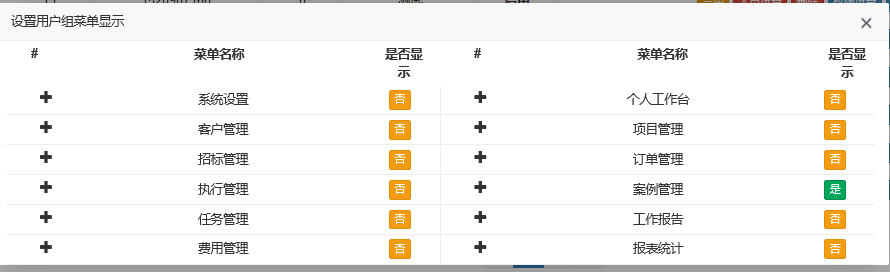 设置用户组菜单显示
# 菜单名称 是否显示 # 菜单名称 是否显示
系统设置 否 个人工作台 否
客户管理 否 项目管理 否
招标管理 否 订单管理 否
执行管理 否 案例管理 是
任务管理 否 工作报告 否
费用管理 否 报表统计 否